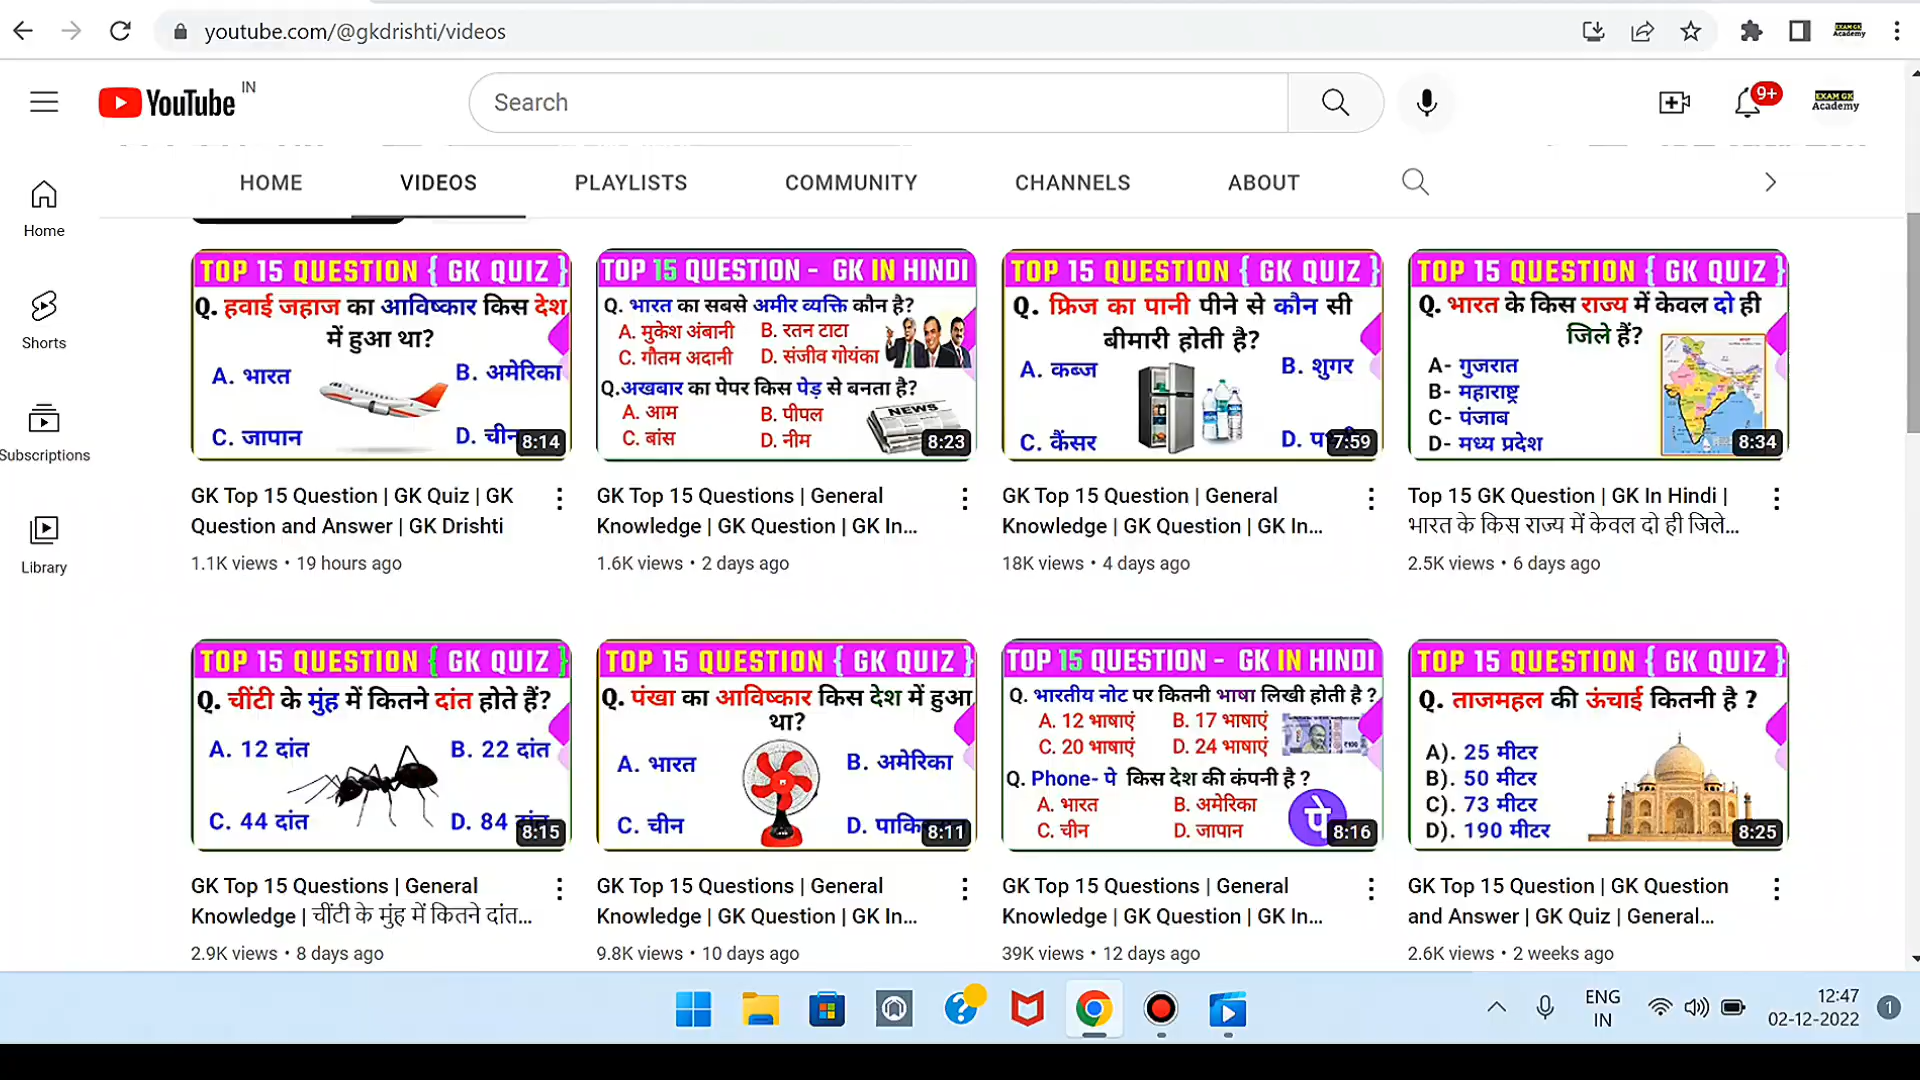 youtube.com/@gkdrishti/videos
EXAM GK
Academy
YouTube IN
Search
9+
EXAM GK
Academy
HOME VIDEOS PLAYLISTS COMMUNITY CHANNELS ABOUT
Home
Shorts
Subscriptions
Library
TOP 15 QUESTION { GK QUIZ }
Q. हवाई जहाज का आविष्कार किस देश
में हुआ था?
A. भारत B. अमेरिका
C. जापान D. चीन
8:14
GK Top 15 Question | GK Quiz | GK
Question and Answer | GK Drishti
1.1K views • 19 hours ago
TOP 15 QUESTION - GK IN HINDI
Q. भारत का सबसे अमीर व्यक्ति कौन है?
A. मुकेश अंबानी B. रतन टाटा
C. गौतम अदानी D. संजीव गोयंका
Q.अखबार का पेपर किस पेड़ से बनता है?
A. आम B. पीपल
C. बांस D. नीम
NEWS
8:23
GK Top 15 Questions | General
Knowledge | GK Question | GK In...
1.6K views • 2 days ago
TOP 15 QUESTION { GK QUIZ }
Q. फ्रिज का पानी पीने से कौन सी
बीमारी होती है?
A. कब्ज B. शुगर
C. कैंसर D.
7:59
GK Top 15 Question | General
Knowledge | GK Question | GK In...
18K views • 4 days ago
TOP 15 QUESTION { GK QUIZ }
Q. भारत के किस राज्य में केवल दो ही
जिले हैं?
A- गुजरात
B- महाराष्ट्र
C- पंजाब
D- मध्य प्रदेश
8:34
Top 15 GK Question | GK In Hindi |
भारत के किस राज्य में केवल दो ही जिले...
2.5K views • 6 days ago
TOP 15 QUESTION { GK QUIZ }
Q. चींटी के मुंह में कितने दांत होते हैं?
A. 12 दांत B. 22 दांत
C. 44 दांत D. 84 दांत
8:15
GK Top 15 Questions | General
Knowledge | चींटी के मुंह में कितने दांत...
2.9K views • 8 days ago
TOP 15 QUESTION { GK QUIZ }
Q. पंखा का आविष्कार किस देश में हुआ
था?
A. भारत B. अमेरिका
C. चीन D. पाकि
8:11
GK Top 15 Questions | General
Knowledge | GK Question | GK In...
9.8K views • 10 days ago
TOP 15 QUESTION - GK IN HINDI
Q. भारतीय नोट पर कितनी भाषा लिखी होती है ?
A. 12 भाषाएं B. 17 भाषाएं
C. 20 भाषाएं D. 24 भाषाएं
Q. Phone- पे किस देश की कंपनी है ?
A. भारत B. अमेरिका
C. चीन D. जापान
पे
8:16
GK Top 15 Questions | General
Knowledge | GK Question | GK In...
39K views • 12 days ago
TOP 15 QUESTION { GK QUIZ }
Q. ताजमहल की ऊंचाई कितनी है ?
A). 25 मीटर
B). 50 मीटर
C). 73 मीटर
D). 190 मीटर
8:25
GK Top 15 Question | GK Question
and Answer | GK Quiz | General...
2.6K views • 2 weeks ago
ENG
IN
12:47
02-12-2022
1